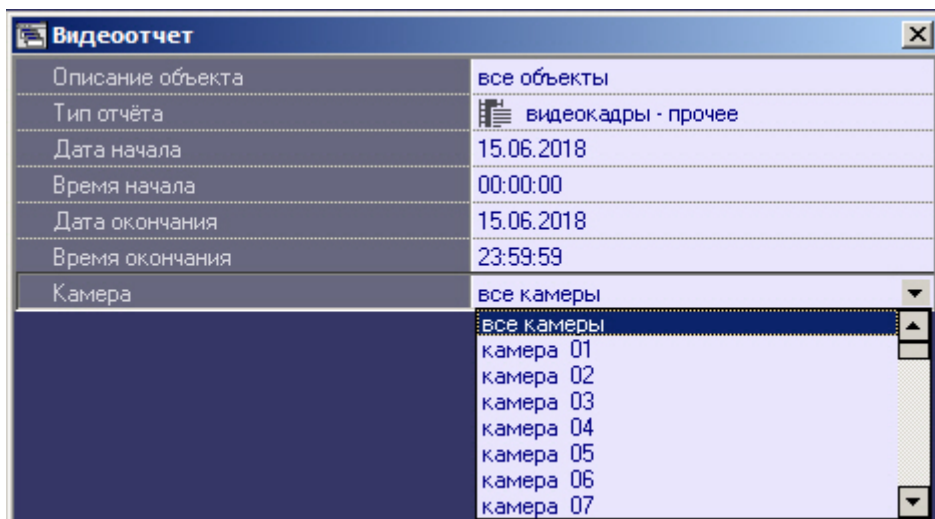 Видеоотчет
Описание объекта все объекты
Тип отчёта видеокадры - прочее
Дата начала 15.06.2018
Время начала 00:00:00
Дата окончания 15.06.2018
Время окончания 23:59:59
Камера все камеры
все камеры
камера 01
камера 02
камера 03
камера 04
камера 05
камера 06
камера 07